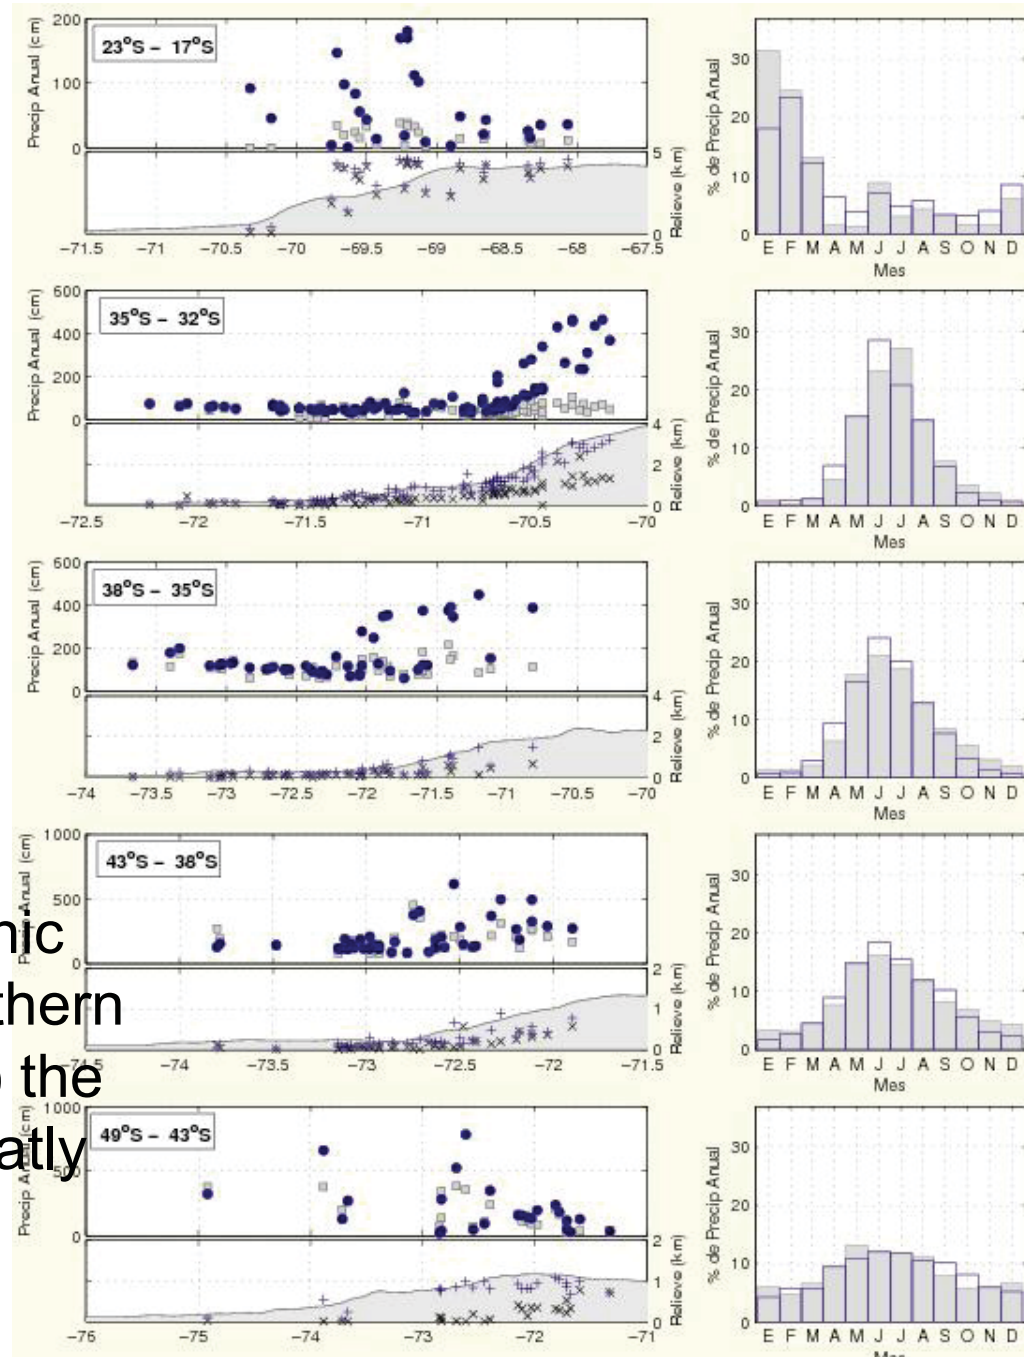 Precip Anual (cm)
200
100
0
23°S – 17°S
5
0
Relieve (km)
−71.5 −71 −70.5 −70 −69.5 −69 −68.5 −68 −67.5
% de Precip Anual
30
20
10
0
E F M A M J J A S O N D
Mes
Precip Anual (cm)
600
400
200
0
35°S – 32°S
4
2
0
Relieve (km)
−72.5 −72 −71.5 −71 −70.5 −70
% de Precip Anual
30
20
10
0
E F M A M J J A S O N D
Mes
Precip Anual (cm)
600
400
200
0
38°S – 35°S
4
2
0
Relieve (km)
−74 −73.5 −73 −72.5 −72 −71.5 −71 −70.5 −70
% de Precip Anual
30
20
10
0
E F M A M J J A S O N D
Mes
Precip Anual (cm)
1000
500
0
43°S – 38°S
2
1
0
Relieve (km)
−74 −73.5 −73 −72.5 −72 −71.5
% de Precip Anual
30
20
10
0
E F M A M J J A S O N D
Mes
nic
thern
the
atly
Precip Anual (cm)
1000
500
0
49°S – 43°S
2
1
0
Relieve (km)
−76 −75 −74 −73 −72 −71
% de Precip Anual
30
20
10
0
E F M A M J J A S O N D
Mes